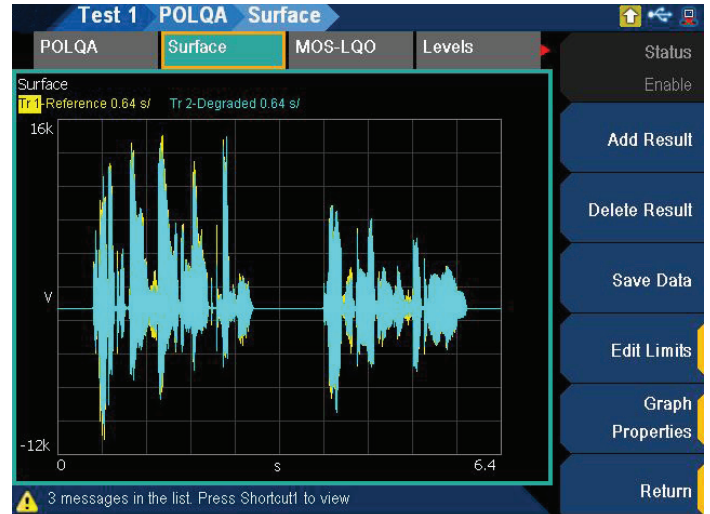 Test 1 POLQA Surface
POLQA Surface MOS-LQO Levels
Surface
Tr 1-Reference 0.64 s/ Tr 2-Degraded 0.64 s/
16k
V
-12k
0 s 6.4
3 messages in the list. Press Shortcut1 to view
Status
Enable
Add Result
Delete Result
Save Data
Edit Limits
Graph
Properties
Return